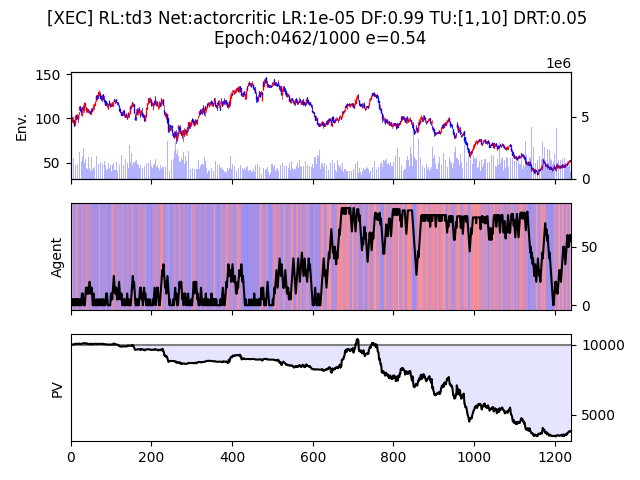 [XEC] RL:td3 Net:actorcritic LR:1e-05 DF:0.99 TU:[1,10] DRT:0.05
Epoch:0462/1000 e=0.54
1e6
150
100
50
Env.
5
0
Agent
50
0
PV
10000
5000
0 200 400 600 800 1000 1200